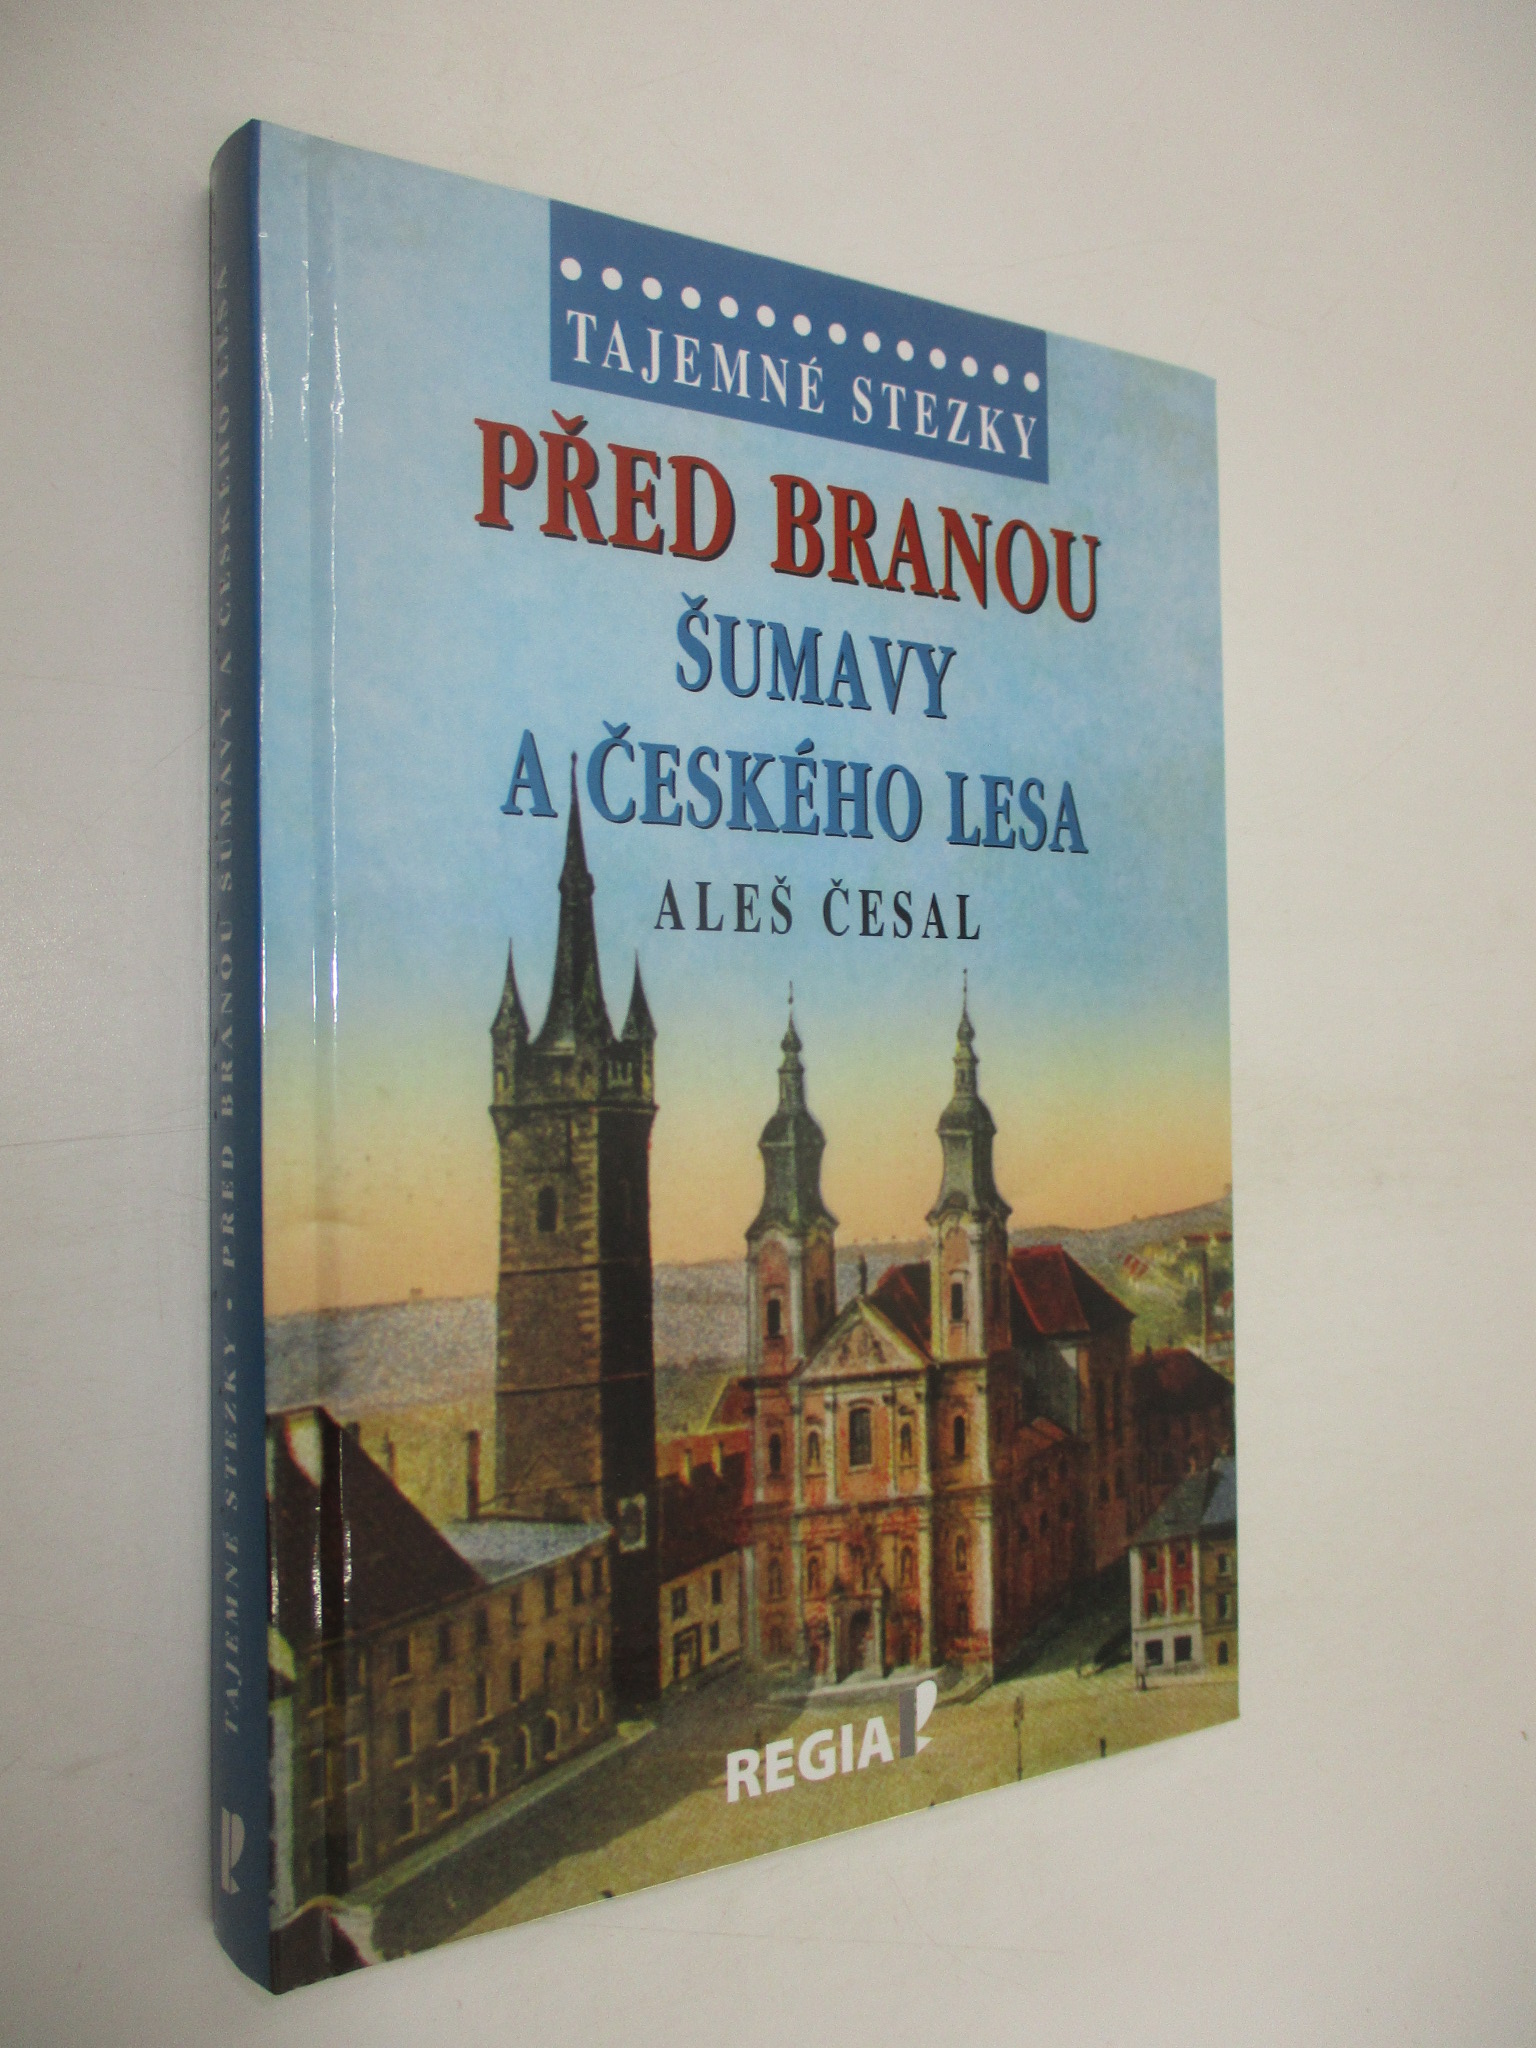 TAJEMNÉ STEZKY
PŘED BRANOU
ŠUMAVY
A ČESKÉHO LESA
ALEŠ ČESAL
REGIA
TAJEMNÉ STEZKY • PŘED BRANOU ŠUMAVY A ČESKÉHO LESA